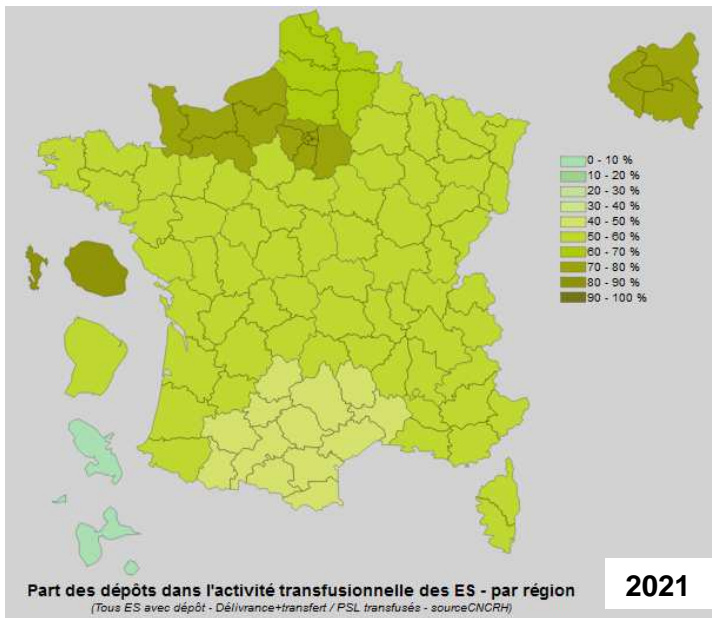 0 - 10 %
10 - 20 %
20 - 30 %
30 - 40 %
40 - 50 %
50 - 60 %
60 - 70 %
70 - 80 %
80 - 90 %
90 - 100 %
Part des dépôts dans l'activité transfusionnelle des ES - par région
(Tous ES avec dépôt - Délivrance+transfert / PSL transfusés - sourceCNCRH)
2021